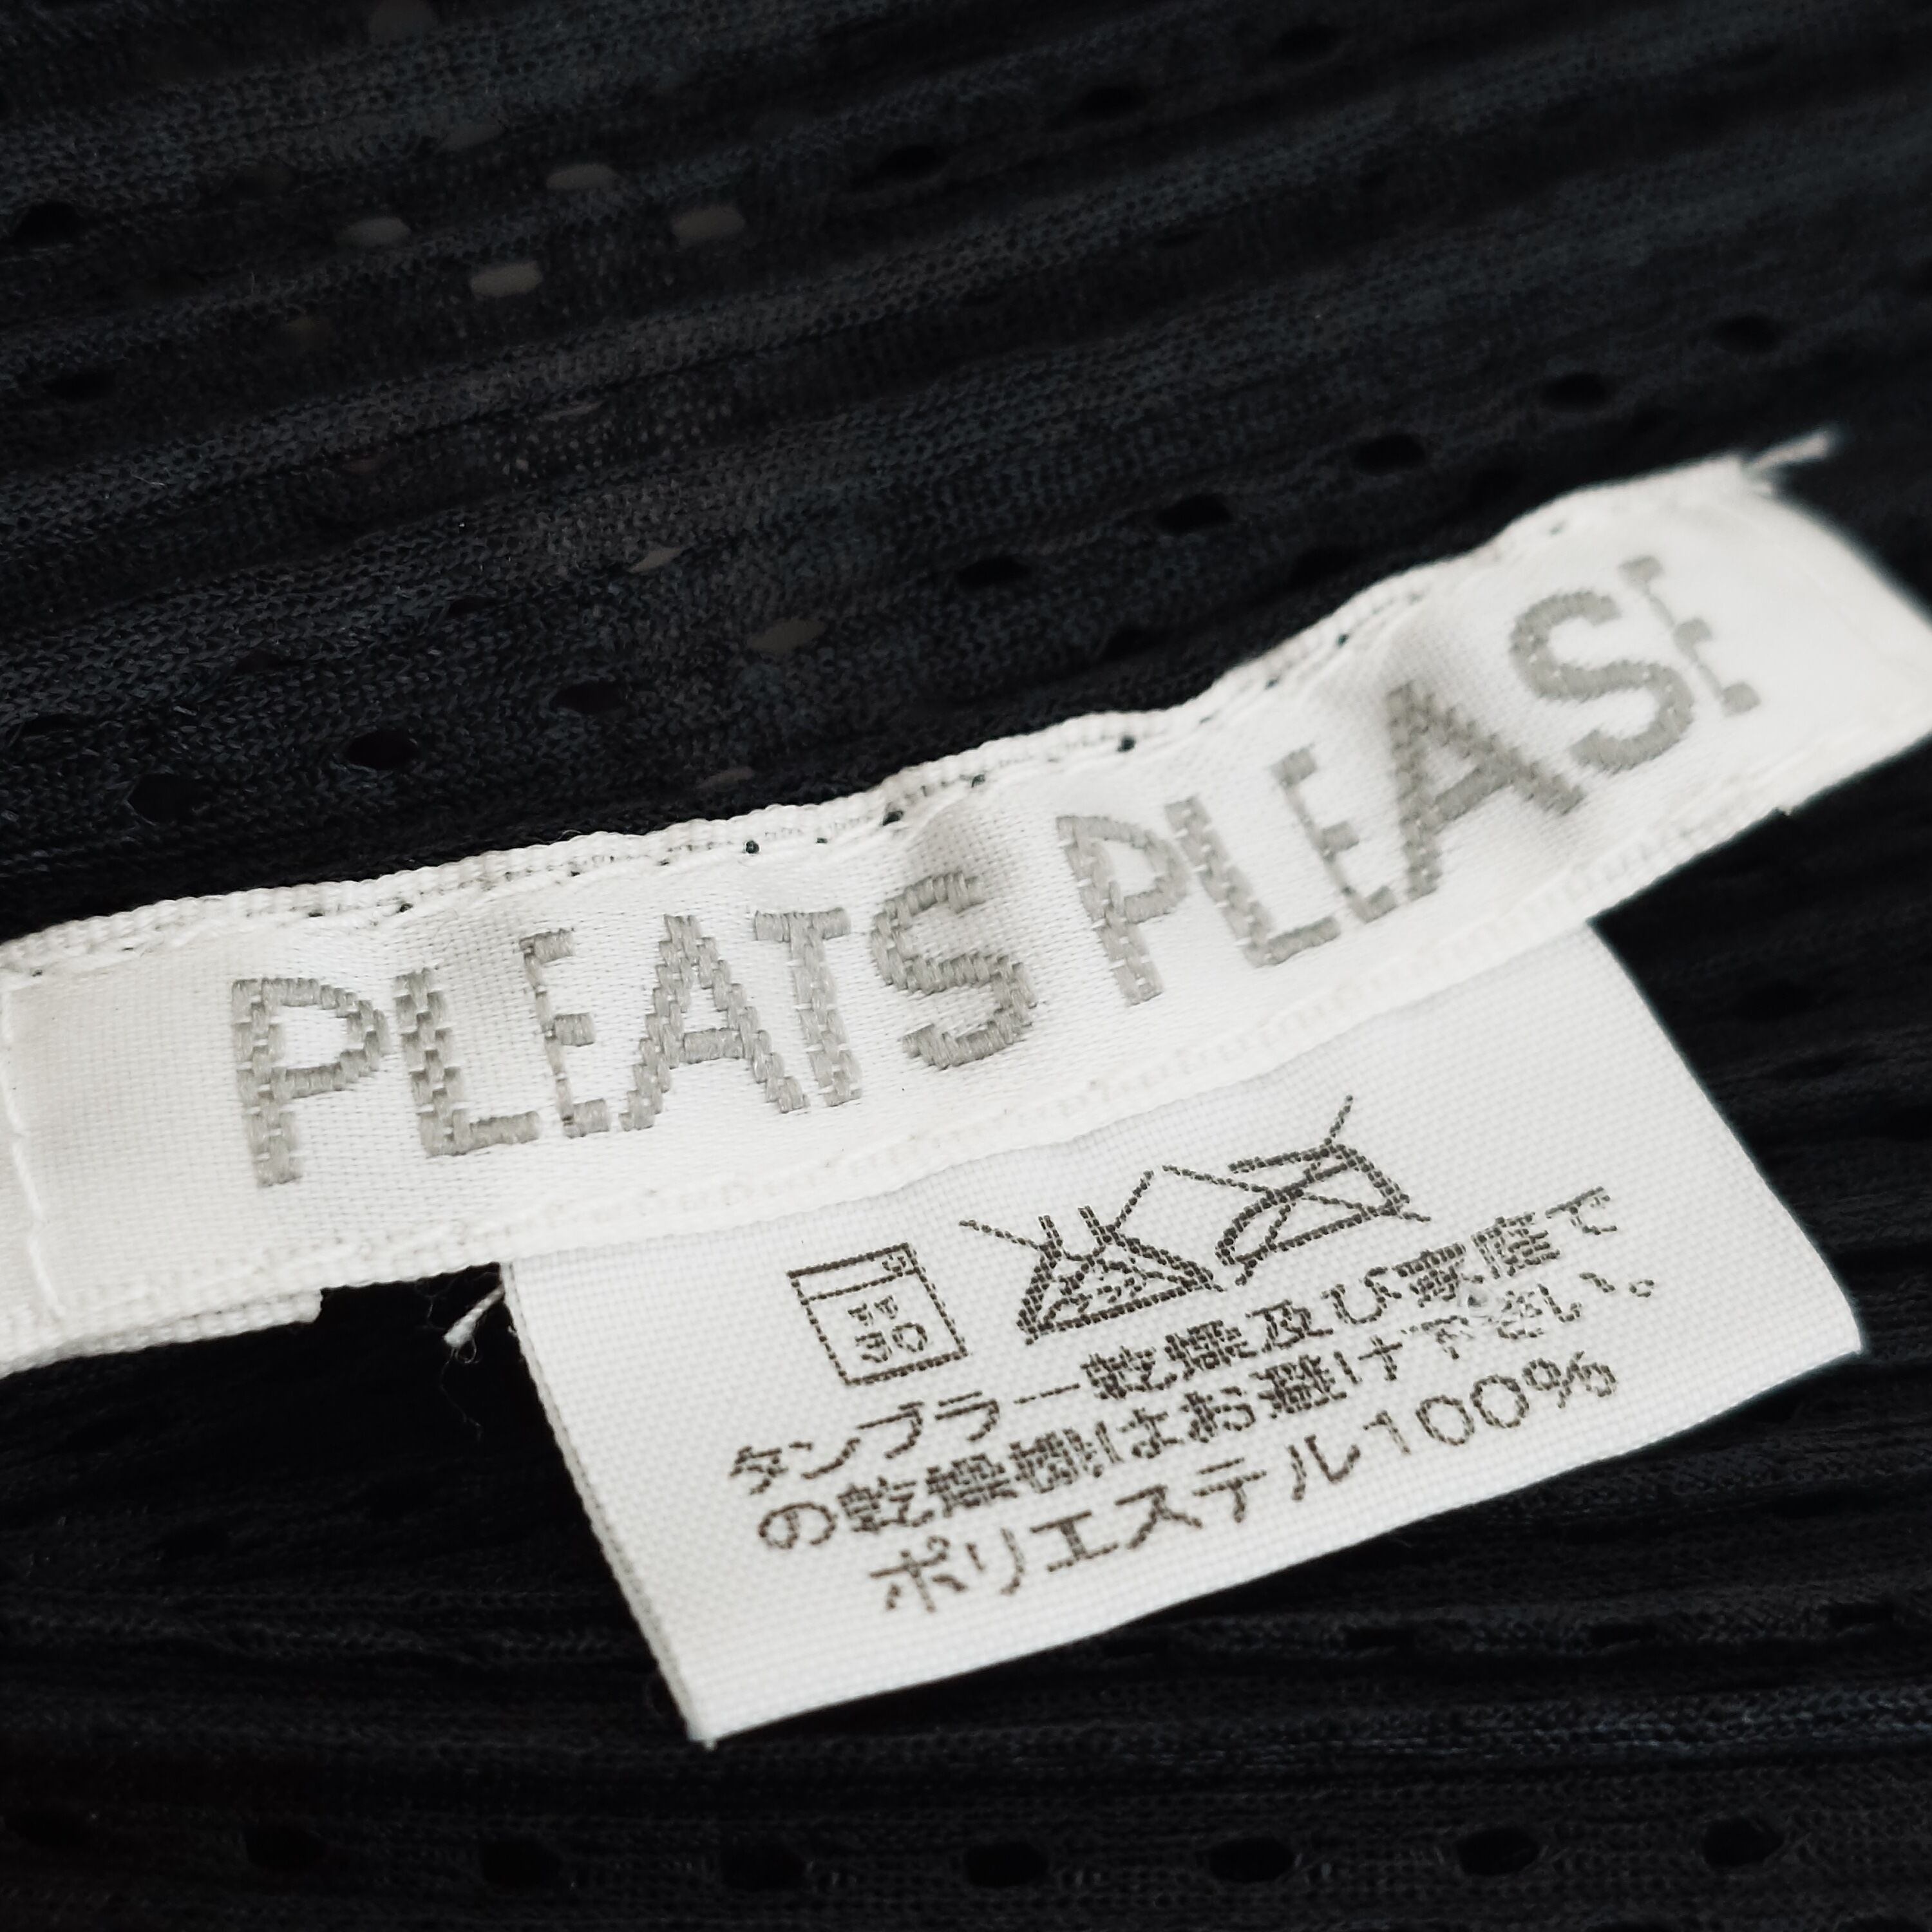 PLEATS PLEASE
30
タンブラー乾燥及び家庭で
の乾燥機はお避け下さい。
ポリエステル100%